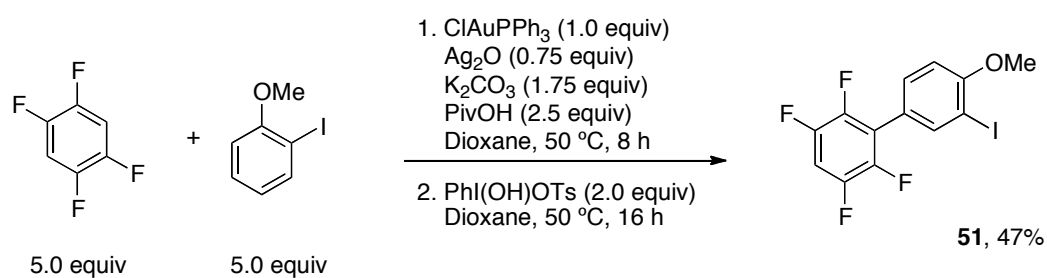 1. ClAuPPh3 (1.0 equiv)
Ag2O (0.75 equiv)
K2CO3 (1.75 equiv)
PivOH (2.5 equiv)
Dioxane, 50 ºC, 8 h
2. PhI(OH)OTs (2.0 equiv)
Dioxane, 50 ºC, 16 h
F
F
F
F
5.0 equiv
+
OMe
I
5.0 equiv
OMe
I
F
F
F
F
51, 47%